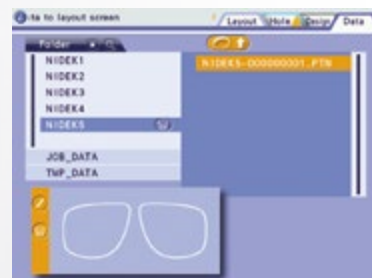 ta to layout screen
Layout Hole Design Data
Folder
NIDEK1
NIDEK2
NIDEK3
NIDEK4
NIDEK5
JOB_DATA
TMP_DATA
NIDEK5-000000001.PTN